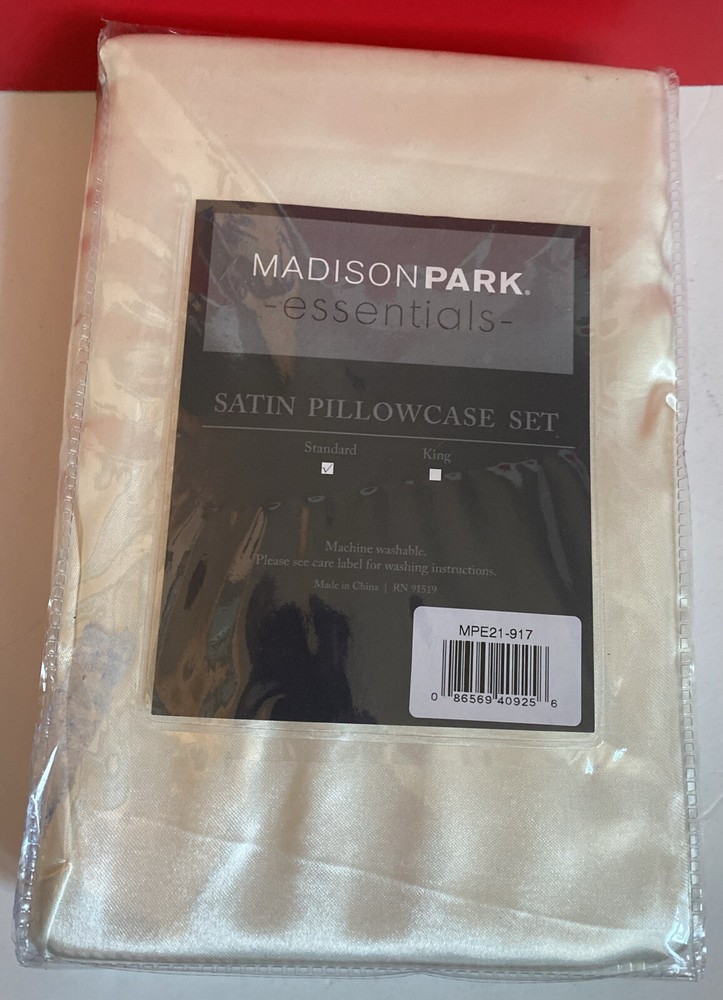 MADISONPARK®
-essentials-
SATIN PILLOWCASE SET
Standard King
Machine washable.
Please see care label for washing instructions.
Made in China | RN 91519
MPE21-917
0 86569 40925 6